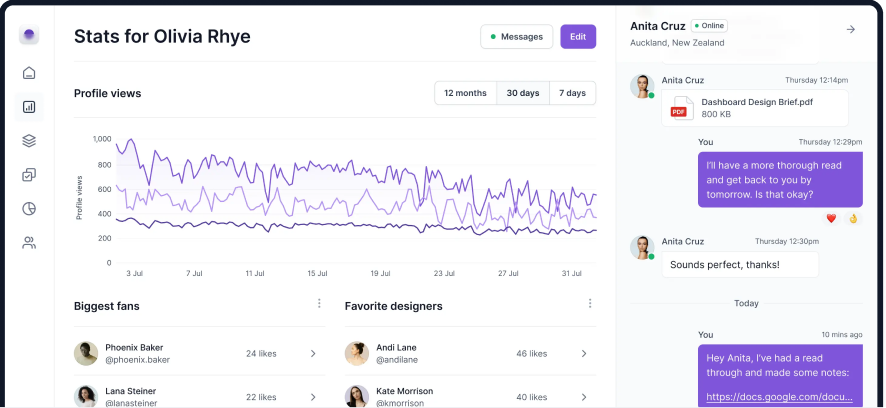 Stats for Olivia Rhye
Messages
Edit
Profile views
12 months
30 days
7 days
Profile views
1,000
800
600
400
200
0
3 Jul
7 Jul
11 Jul
15 Jul
19 Jul
23 Jul
27 Jul
31 Jul
Biggest fans
Phoenix Baker
@phoenix.baker
24 likes
Lana Steiner
@lanasteiner
22 likes
Favorite designers
Andi Lane
@andilane
46 likes
Kate Morrison
@kmorrison
40 likes
Anita Cruz
Online
Auckland, New Zealand
Anita Cruz
Thursday 12:14pm
PDF
Dashboard Design Brief.pdf
800 KB
You
Thursday 12:29pm
I'll have a more thorough read
and get back to you by
tomorrow. Is that okay?
Anita Cruz
Thursday 12:30pm
Sounds perfect, thanks!
Today
You
10 mins ago
Hey Anita, I've had a read
through and made some notes:
https://docs.google.com/docu...